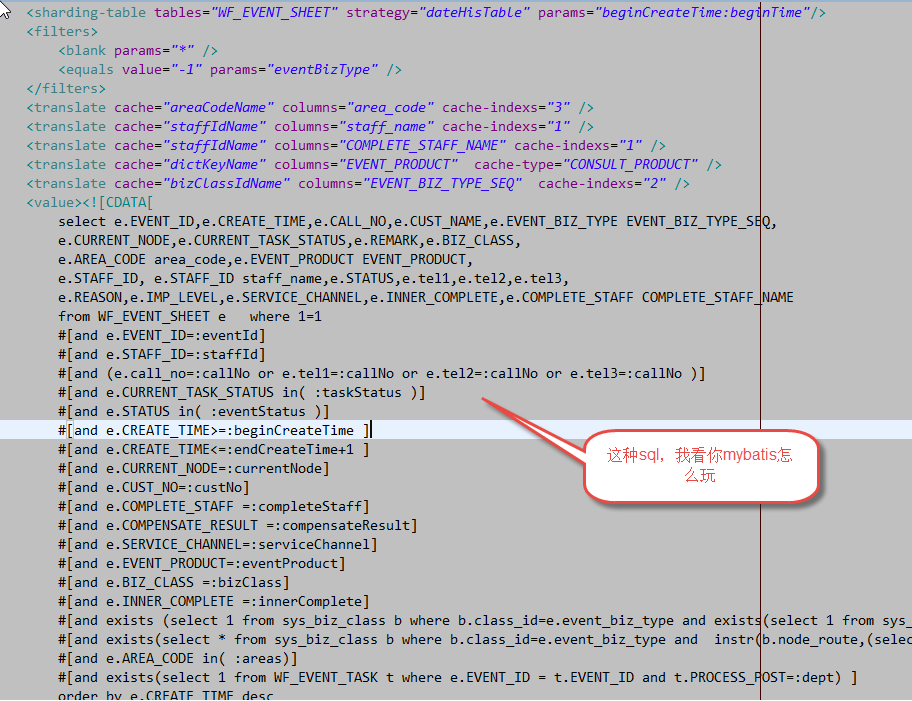 <sharding-table tables="WF_EVENT_SHEET" strategy="dateHisTable" params="beginCreateTime:beginTime"/>
<filters>
<blank params="*" />
<equals value="-1" params="eventBizType" />
</filters>
<translate cache="areaCodeName" columns="area_code" cache-indexs="3" />
<translate cache="staffIdName" columns="staff_name" cache-indexs="1" />
<translate cache="staffIdName" columns="COMPLETE_STAFF_NAME" cache-indexs="1" />
<translate cache="dictKeyName" columns="EVENT_PRODUCT"  cache-type="CONSULT_PRODUCT" />
<translate cache="bizClassIdName" columns="EVENT_BIZ_TYPE_SEQ"  cache-indexs="2" />
<value><![CDATA[
select e.EVENT_ID,e.CREATE_TIME,e.CALL_NO,e.CUST_NAME,e.EVENT_BIZ_TYPE EVENT_BIZ_TYPE_SEQ,
e.CURRENT_NODE,e.CURRENT_TASK_STATUS,e.REMARK,e.BIZ_CLASS,
e.AREA_CODE area_code,e.EVENT_PRODUCT EVENT_PRODUCT,
e.STAFF_ID, e.STAFF_ID staff_name,e.STATUS,e.tel1,e.tel2,e.tel3,
e.REASON,e.IMP_LEVEL,e.SERVICE_CHANNEL,e.INNER_COMPLETE,e.COMPLETE_STAFF COMPLETE_STAFF_NAME
from WF_EVENT_SHEET e   where 1=1
#[and e.EVENT_ID=:eventId]
#[and e.STAFF_ID=:staffId]
#[and (e.call_no=:callNo or e.tel1=:callNo or e.tel2=:callNo or e.tel3=:callNo )]
#[and e.CURRENT_TASK_STATUS in( :taskStatus )]
#[and e.STATUS in( :eventStatus )]
#[and e.CREATE_TIME>=:beginCreateTime ]
#[and e.CREATE_TIME<=:endCreateTime+1 ]
#[and e.CURRENT_NODE=:currentNode]
#[and e.CUST_NO=:custNo]
#[and e.COMPLETE_STAFF =:completeStaff]
#[and e.COMPENSATE_RESULT =:compensateResult]
#[and e.SERVICE_CHANNEL=:serviceChannel]
#[and e.EVENT_PRODUCT=:eventProduct]
#[and e.BIZ_CLASS =:bizClass]
#[and e.INNER_COMPLETE =:innerComplete]
#[and exists (select 1 from sys_biz_class b where b.class_id=e.event_biz_type and exists(select 1 from sys_
#[and exists(select * from sys_biz_class b where b.class_id=e.event_biz_type and  instr(b.node_route,(selec
#[and e.AREA_CODE in( :areas)]
#[and exists(select 1 from WF_EVENT_TASK t where e.EVENT_ID = t.EVENT_ID and t.PROCESS_POST=:dept) ]
order by e.CREATE_TIME desc
这种sql，我看你mybatis怎
么玩